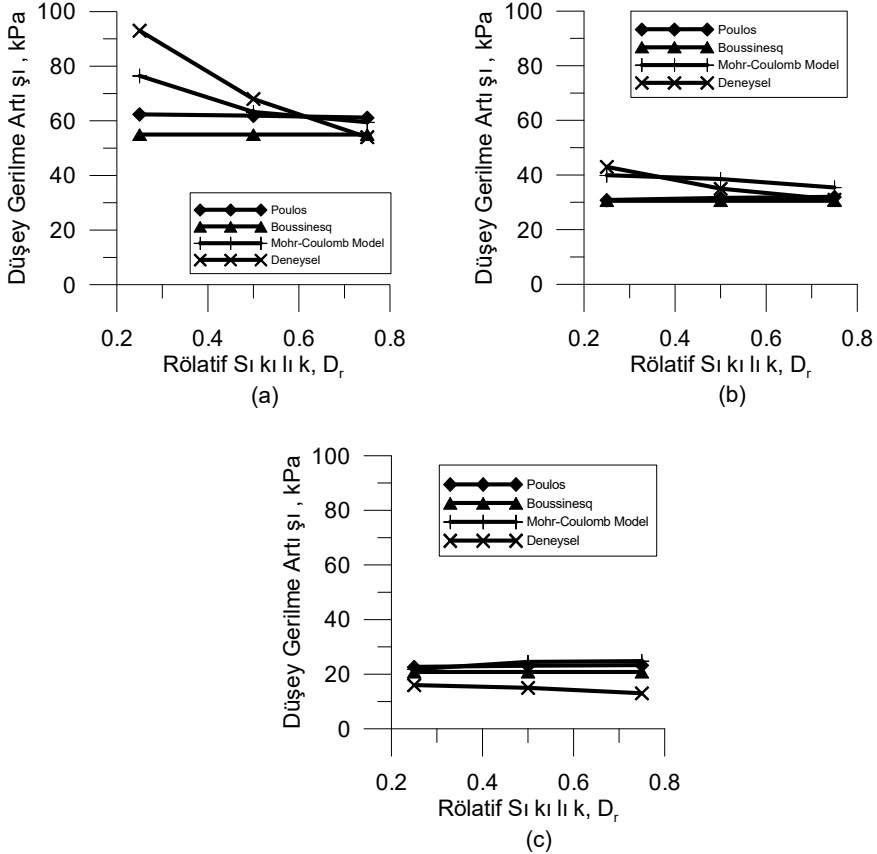 Düşey Gerilme Artı şı , kPa
100
80
60
40
20
0
Poulos
Boussinesq
Mohr-Coulomb Model
Deneysel
0.2 0.4 0.6 0.8
Rölatif Sı kı lı k, Dr
(a)
Düşey Gerilme Artı şı , kPa
100
80
60
40
20
0
Poulos
Boussinesq
Mohr-Coulomb Model
Deneysel
0.2 0.4 0.6 0.8
Rölatif Sı kı lı k, Dr
(b)
Düşey Gerilme Artı şı , kPa
100
80
60
40
20
0
Poulos
Boussinesq
Mohr-Coulomb Model
Deneysel
0.2 0.4 0.6 0.8
Rölatif Sı kı lı k, Dr
(c)